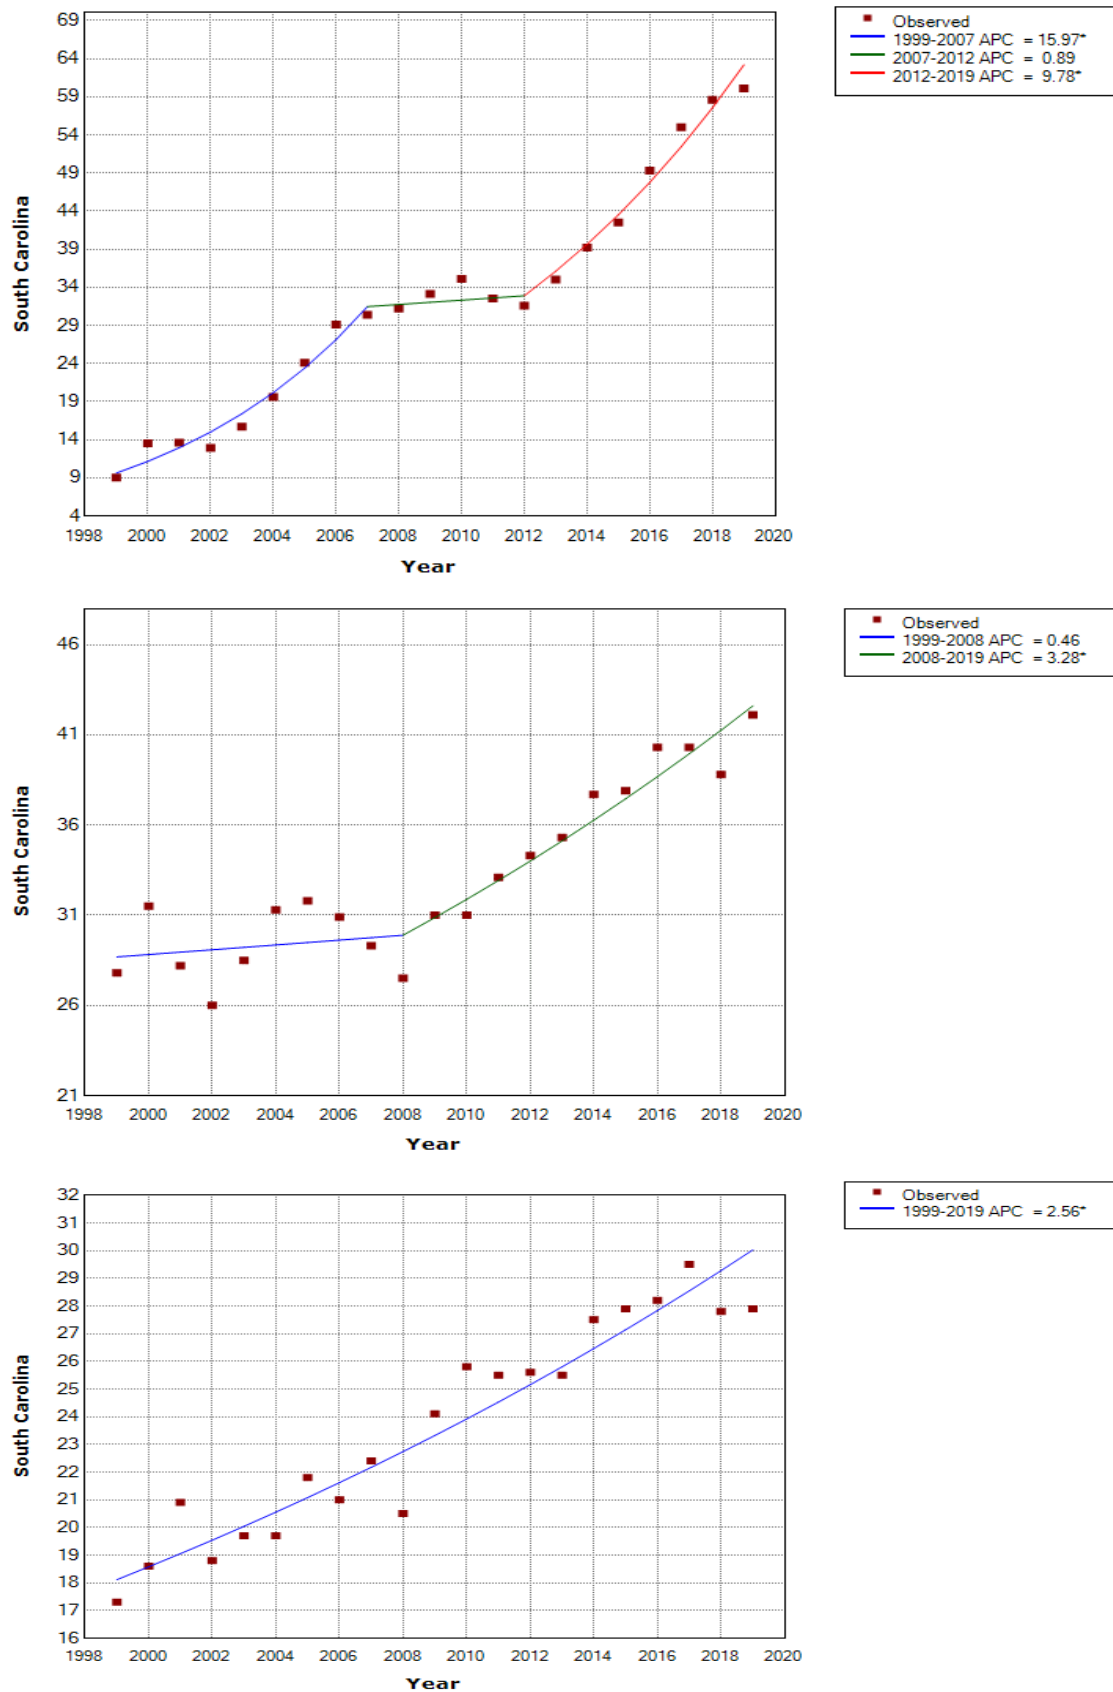 69
64
59
54
49
44
39
34
29
24
19
14
9
4
South Carolina
1998 2000 2002 2004 2006 2008 2010 2012 2014 2016 2018 2020
Year
Observed
1999-2007 APC = 15.97*
2007-2012 APC = 0.89
2012-2019 APC = 9.78*
46
41
36
31
26
21
South Carolina
1998 2000 2002 2004 2006 2008 2010 2012 2014 2016 2018 2020
Year
Observed
1999-2008 APC = 0.46
2008-2019 APC = 3.28*
32
31
30
29
28
27
26
25
24
23
22
21
20
19
18
17
16
South Carolina
1998 2000 2002 2004 2006 2008 2010 2012 2014 2016 2018 2020
Year
Observed
1999-2019 APC = 2.56*